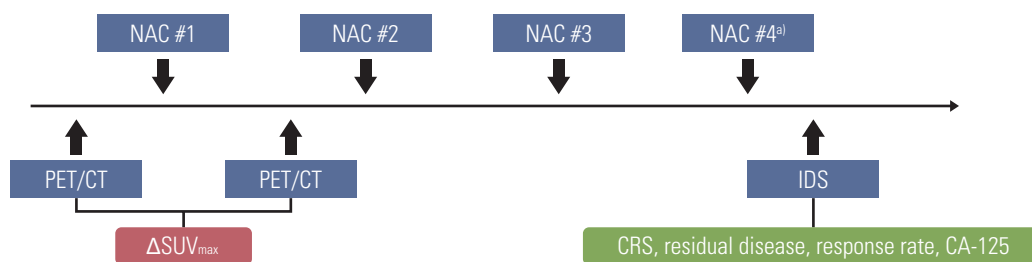 NAC #1
NAC #2
NAC #3
NAC #4a)
PET/CT
PET/CT
IDS
ΔSUVmax
CRS, residual disease, response rate, CA-125